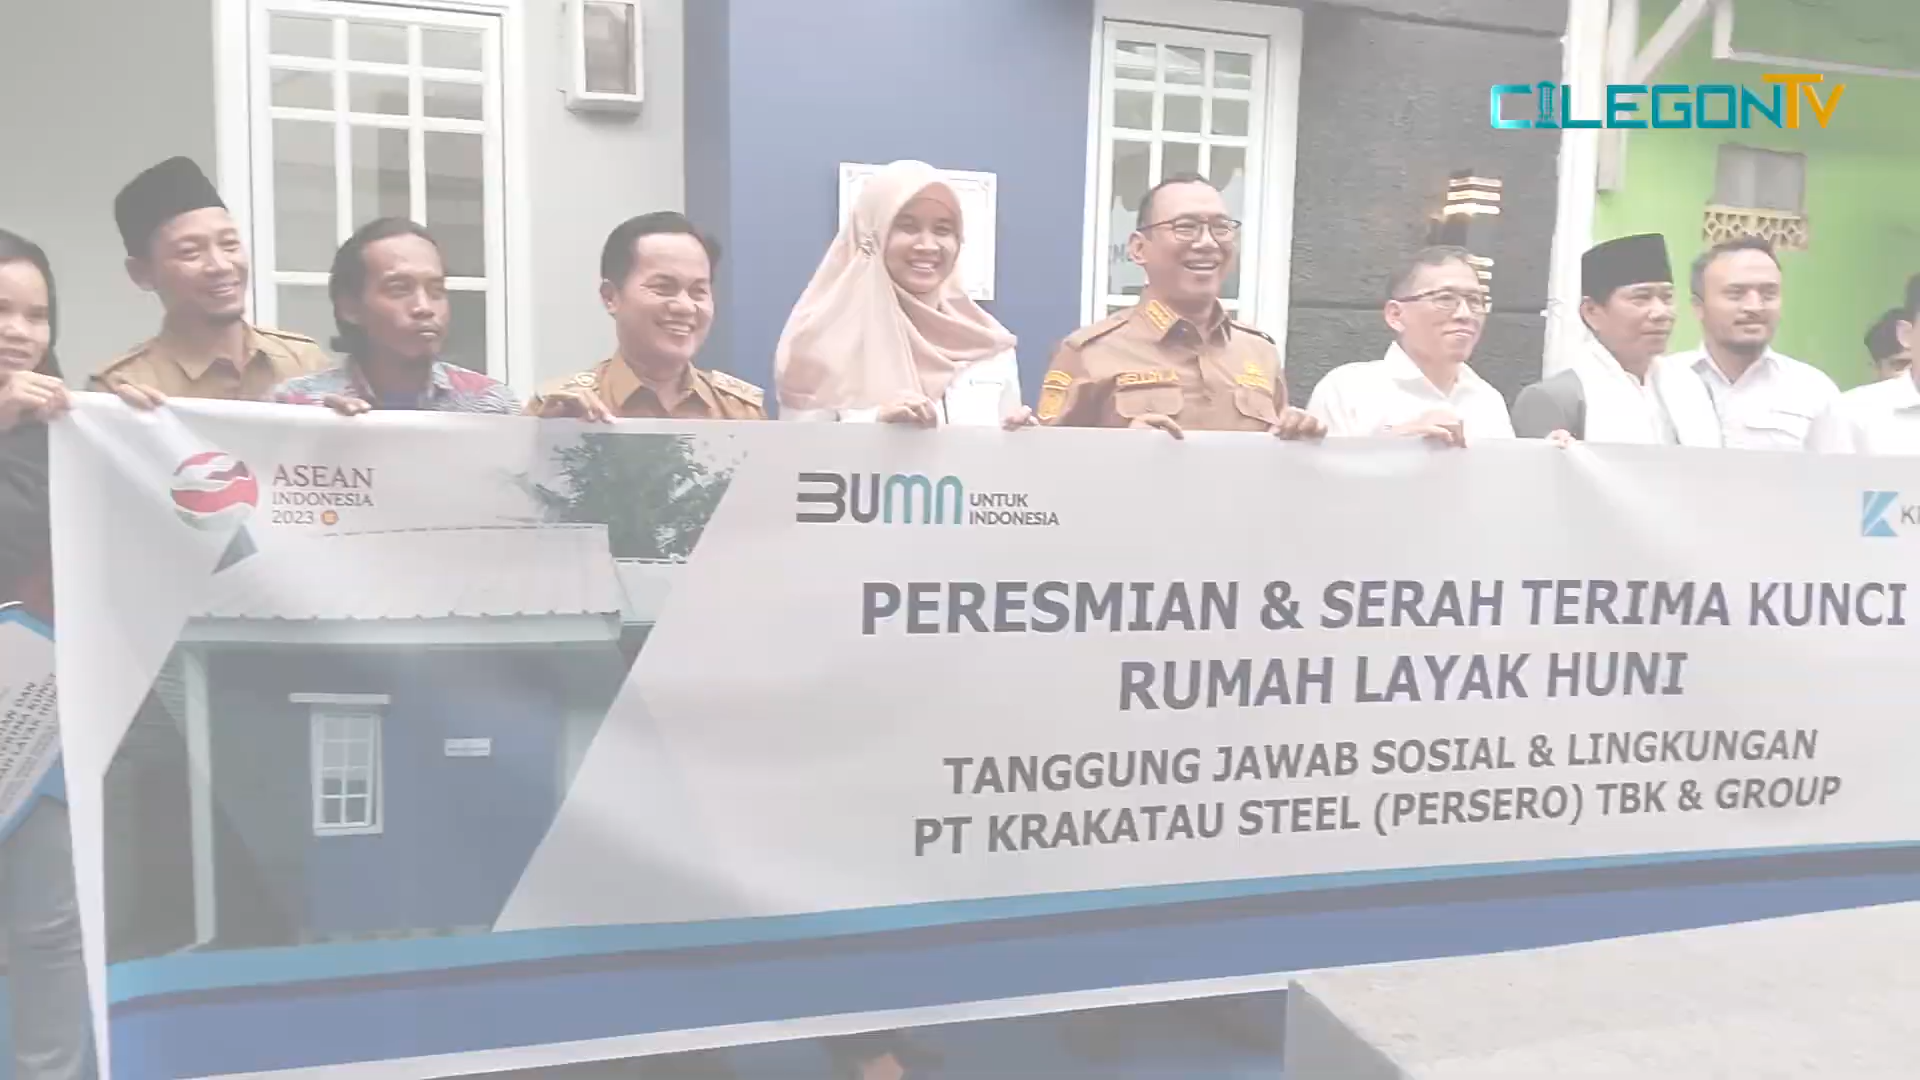 CILEGONTV
ASEAN
INDONESIA
2023
BUMN UNTUK
INDONESIA
PERESMIAN & SERAH TERIMA KUNCI
RUMAH LAYAK HUNI
TANGGUNG JAWAB SOSIAL & LINGKUNGAN
PT KRAKATAU STEEL (PERSERO) TBK & GROUP